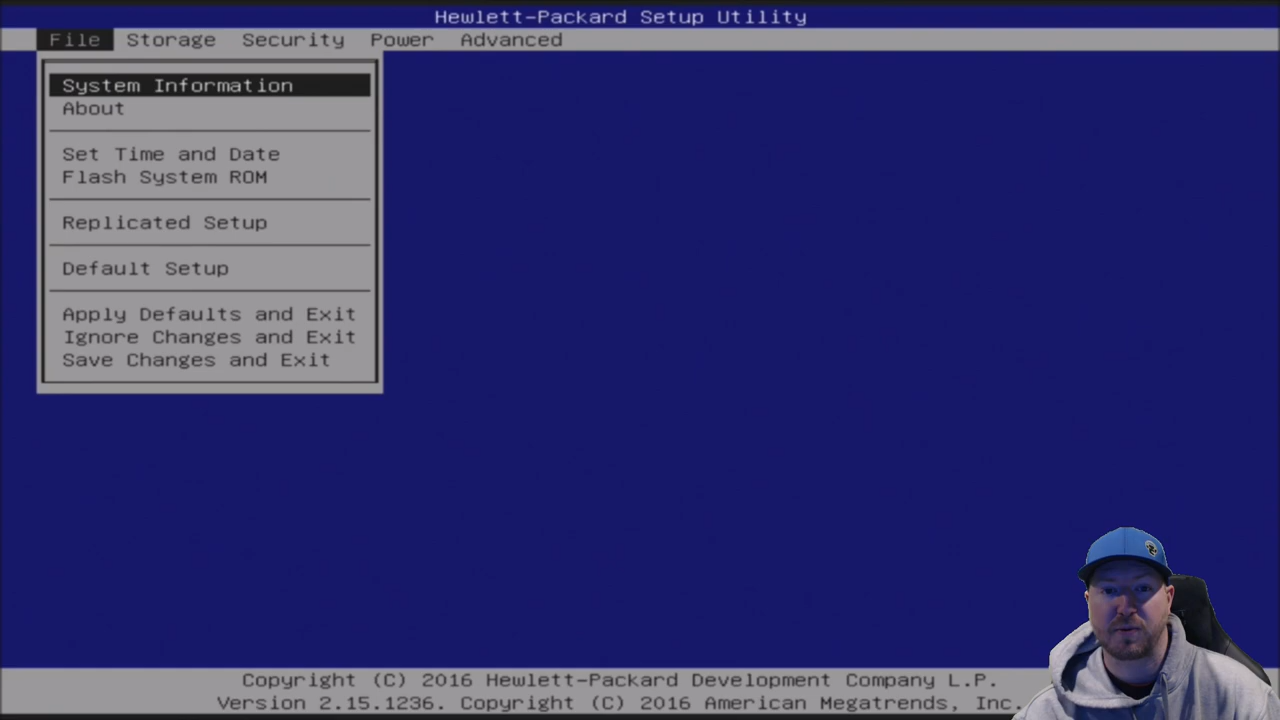 Hewlett-Packard Setup Utility
File Storage Security Power Advanced
System Information
About
Set Time and Date
Flash System ROM
Replicated Setup
Default Setup
Apply Defaults and Exit
Ignore Changes and Exit
Save Changes and Exit
Copyright (C) 2016 Hewlett-Packard Development Company L.P.
Version 2.15.1236. Copyright (C) 2016 American Megatrends, Inc.